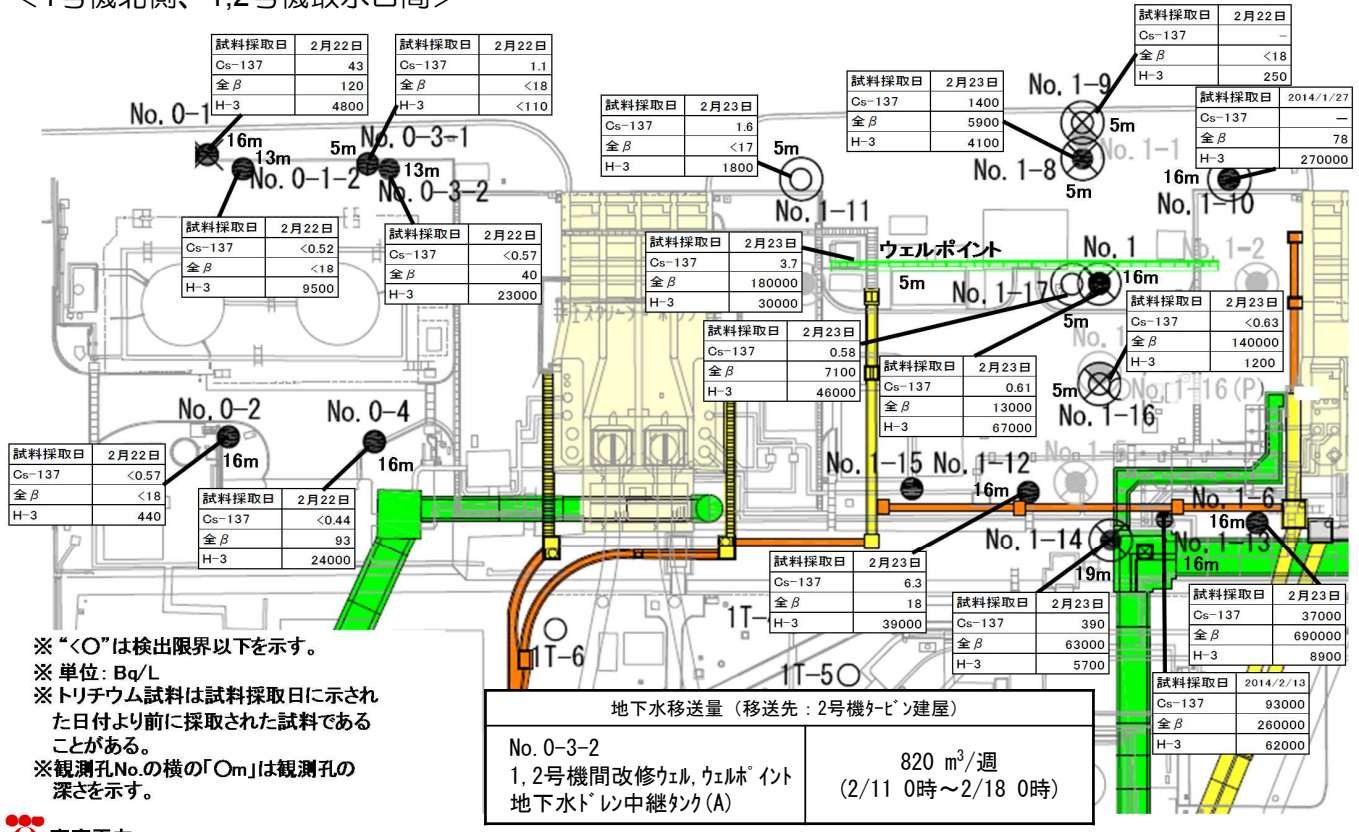 <1号機北側、1,2号機取水口間>
試料採取日 2月22日
Cs-137 43
全β 120
H-3 4800
試料採取日 2月22日
Cs-137 1.1
全β <18
H-3 <110
試料採取日 2月22日
Cs-137 -
全β <18
H-3 250
試料採取日 2月23日
Cs-137 1400
全β 5900
H-3 4100
試料採取日 2014/1/27
Cs-137 —
全β 78
H-3 270000
試料採取日 2月23日
Cs-137 1.6
全β <17
H-3 1800
No. 0-1
16m
No. 0-3-1
5m
No. 0-1-2
13m
No. 0-3-2
13m
No. 1-9
5m
No. 1-1
No. 1-8
5m
No. 1-10
16m
No. 1-11
5m
試料採取日 2月22日
Cs-137 <0.52
全β <18
H-3 9500
試料採取日 2月22日
Cs-137 <0.57
全β 40
H-3 23000
試料採取日 2月23日
Cs-137 3.7
全β 180000
H-3 30000
ウェルポイント
5m
No. 1
16m
No. 1-2
No. 1-17
5m
試料採取日 2月23日
Cs-137 <0.63
全β 140000
H-3 1200
試料採取日 2月23日
Cs-137 0.58
全β 7100
H-3 46000
試料採取日 2月23日
Cs-137 0.61
全β 13000
H-3 67000
5m
No. 1-16
No. 1-16(P)
No. 0-2
16m
No. 0-4
16m
試料採取日 2月22日
Cs-137 <0.57
全β <18
H-3 440
試料採取日 2月22日
Cs-137 <0.44
全β 93
H-3 24000
No. 1-15
No. 1-12
16m
No. 1-5
No. 1-6
16m
No. 1-14
19m
No. 1-13
16m
試料採取日 2月23日
Cs-137 6.3
全β 18
H-3 39000
試料採取日 2月23日
Cs-137 390
全β 63000
H-3 5700
試料採取日 2月23日
Cs-137 37000
全β 690000
H-3 8900
試料採取日 2014/2/13
Cs-137 93000
全β 260000
H-3 62000
1T-6
1T-5
※“<○”は検出限界以下を示す。
※ 単位: Bq/L
※トリチウム試料は試料採取日に示され
た日付より前に採取された試料である
ことがある。
※観測孔No.の横の「○m」は観測孔の
深さを示す。
地下水移送量（移送先：2号機ﾀｰﾋﾞﾝ建屋）
No. 0-3-2
1, 2号機間改修ｳｪﾙ, ｳｪﾙﾎﾟｲﾝﾄ
地下水ﾄﾞﾚﾝ中継ﾀﾝｸ(A)
820 m³/週
(2/11 0時～2/18 0時)